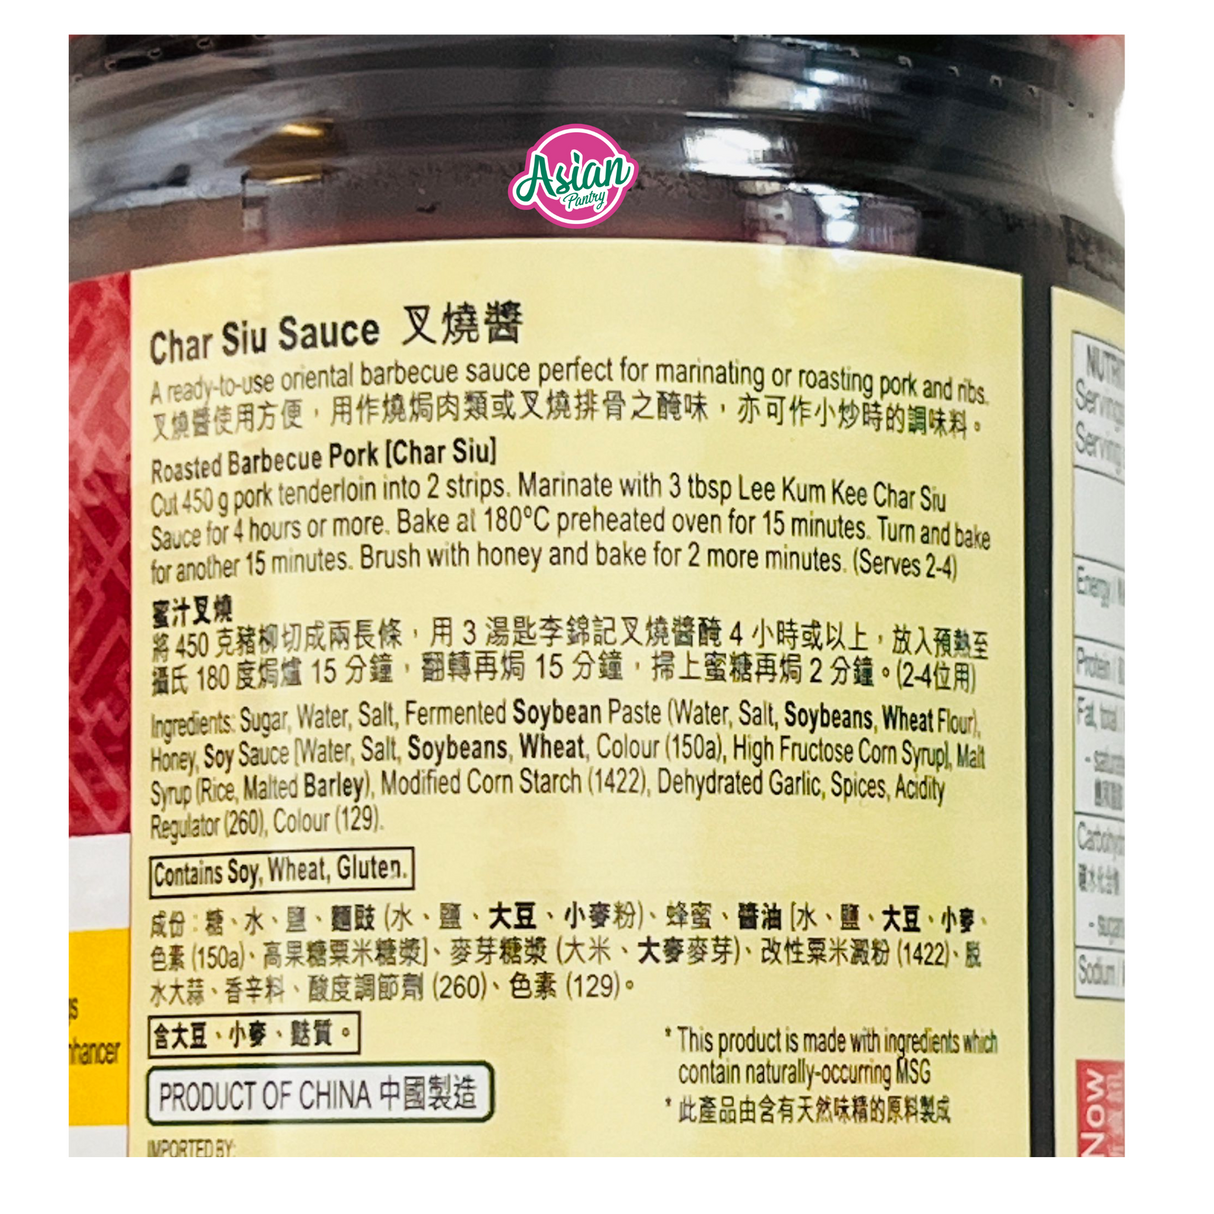 Asian
Pantry
Char Siu Sauce 叉燒醬
A ready-to-use oriental barbecue sauce perfect for marinating or roasting pork and ribs.
叉燒醬使用方便，用作燒焗肉類或叉燒排骨之醃味，亦可作小炒時的調味料。
Roasted Barbecue Pork [Char Siu]
Cut 450 g pork tenderloin into 2 strips. Marinate with 3 tbsp Lee Kum Kee Char Siu
Sauce for 4 hours or more. Bake at 180°C preheated oven for 15 minutes. Turn and bake
for another 15 minutes. Brush with honey and bake for 2 more minutes. (Serves 2-4)
蜜汁叉燒
將 450 克豬柳切成兩長條，用 3 湯匙李錦記叉燒醬醃 4 小時或以上，放入預熱至
攝氏 180 度焗爐 15 分鐘，翻轉再焗 15 分鐘，掃上蜜糖再焗 2 分鐘。(2-4位用)
Ingredients: Sugar, Water, Salt, Fermented Soybean Paste (Water, Salt, Soybeans, Wheat Flour),
Honey, Soy Sauce [Water, Salt, Soybeans, Wheat, Colour (150a), High Fructose Corn Syrup], Malt
Syrup (Rice, Malted Barley), Modified Corn Starch (1422), Dehydrated Garlic, Spices, Acidity
Regulator (260), Colour (129).
Contains Soy, Wheat, Gluten.
成份：糖、水、鹽、麵豉 (水、鹽、大豆、小麥粉)、蜂蜜、醬油 [水、鹽、大豆、小麥、
色素 (150a)、高果糖粟米糖漿]、麥芽糖漿 (大米、大麥麥芽)、改性粟米澱粉 (1422)、脫
水大蒜、香辛料、酸度調節劑 (260)、色素 (129)。
含大豆、小麥、麩質。
PRODUCT OF CHINA 中國製造
* This product is made with ingredients which
contain naturally-occurring MSG
* 此產品由含有天然味精的原料製成
IMPORTED BY:
NUTRI
Serving
Serving
Energy /
Protein /
Fat, total
- satura
Carbohyd
碳水化合物
- sugar
Sodium /
Now